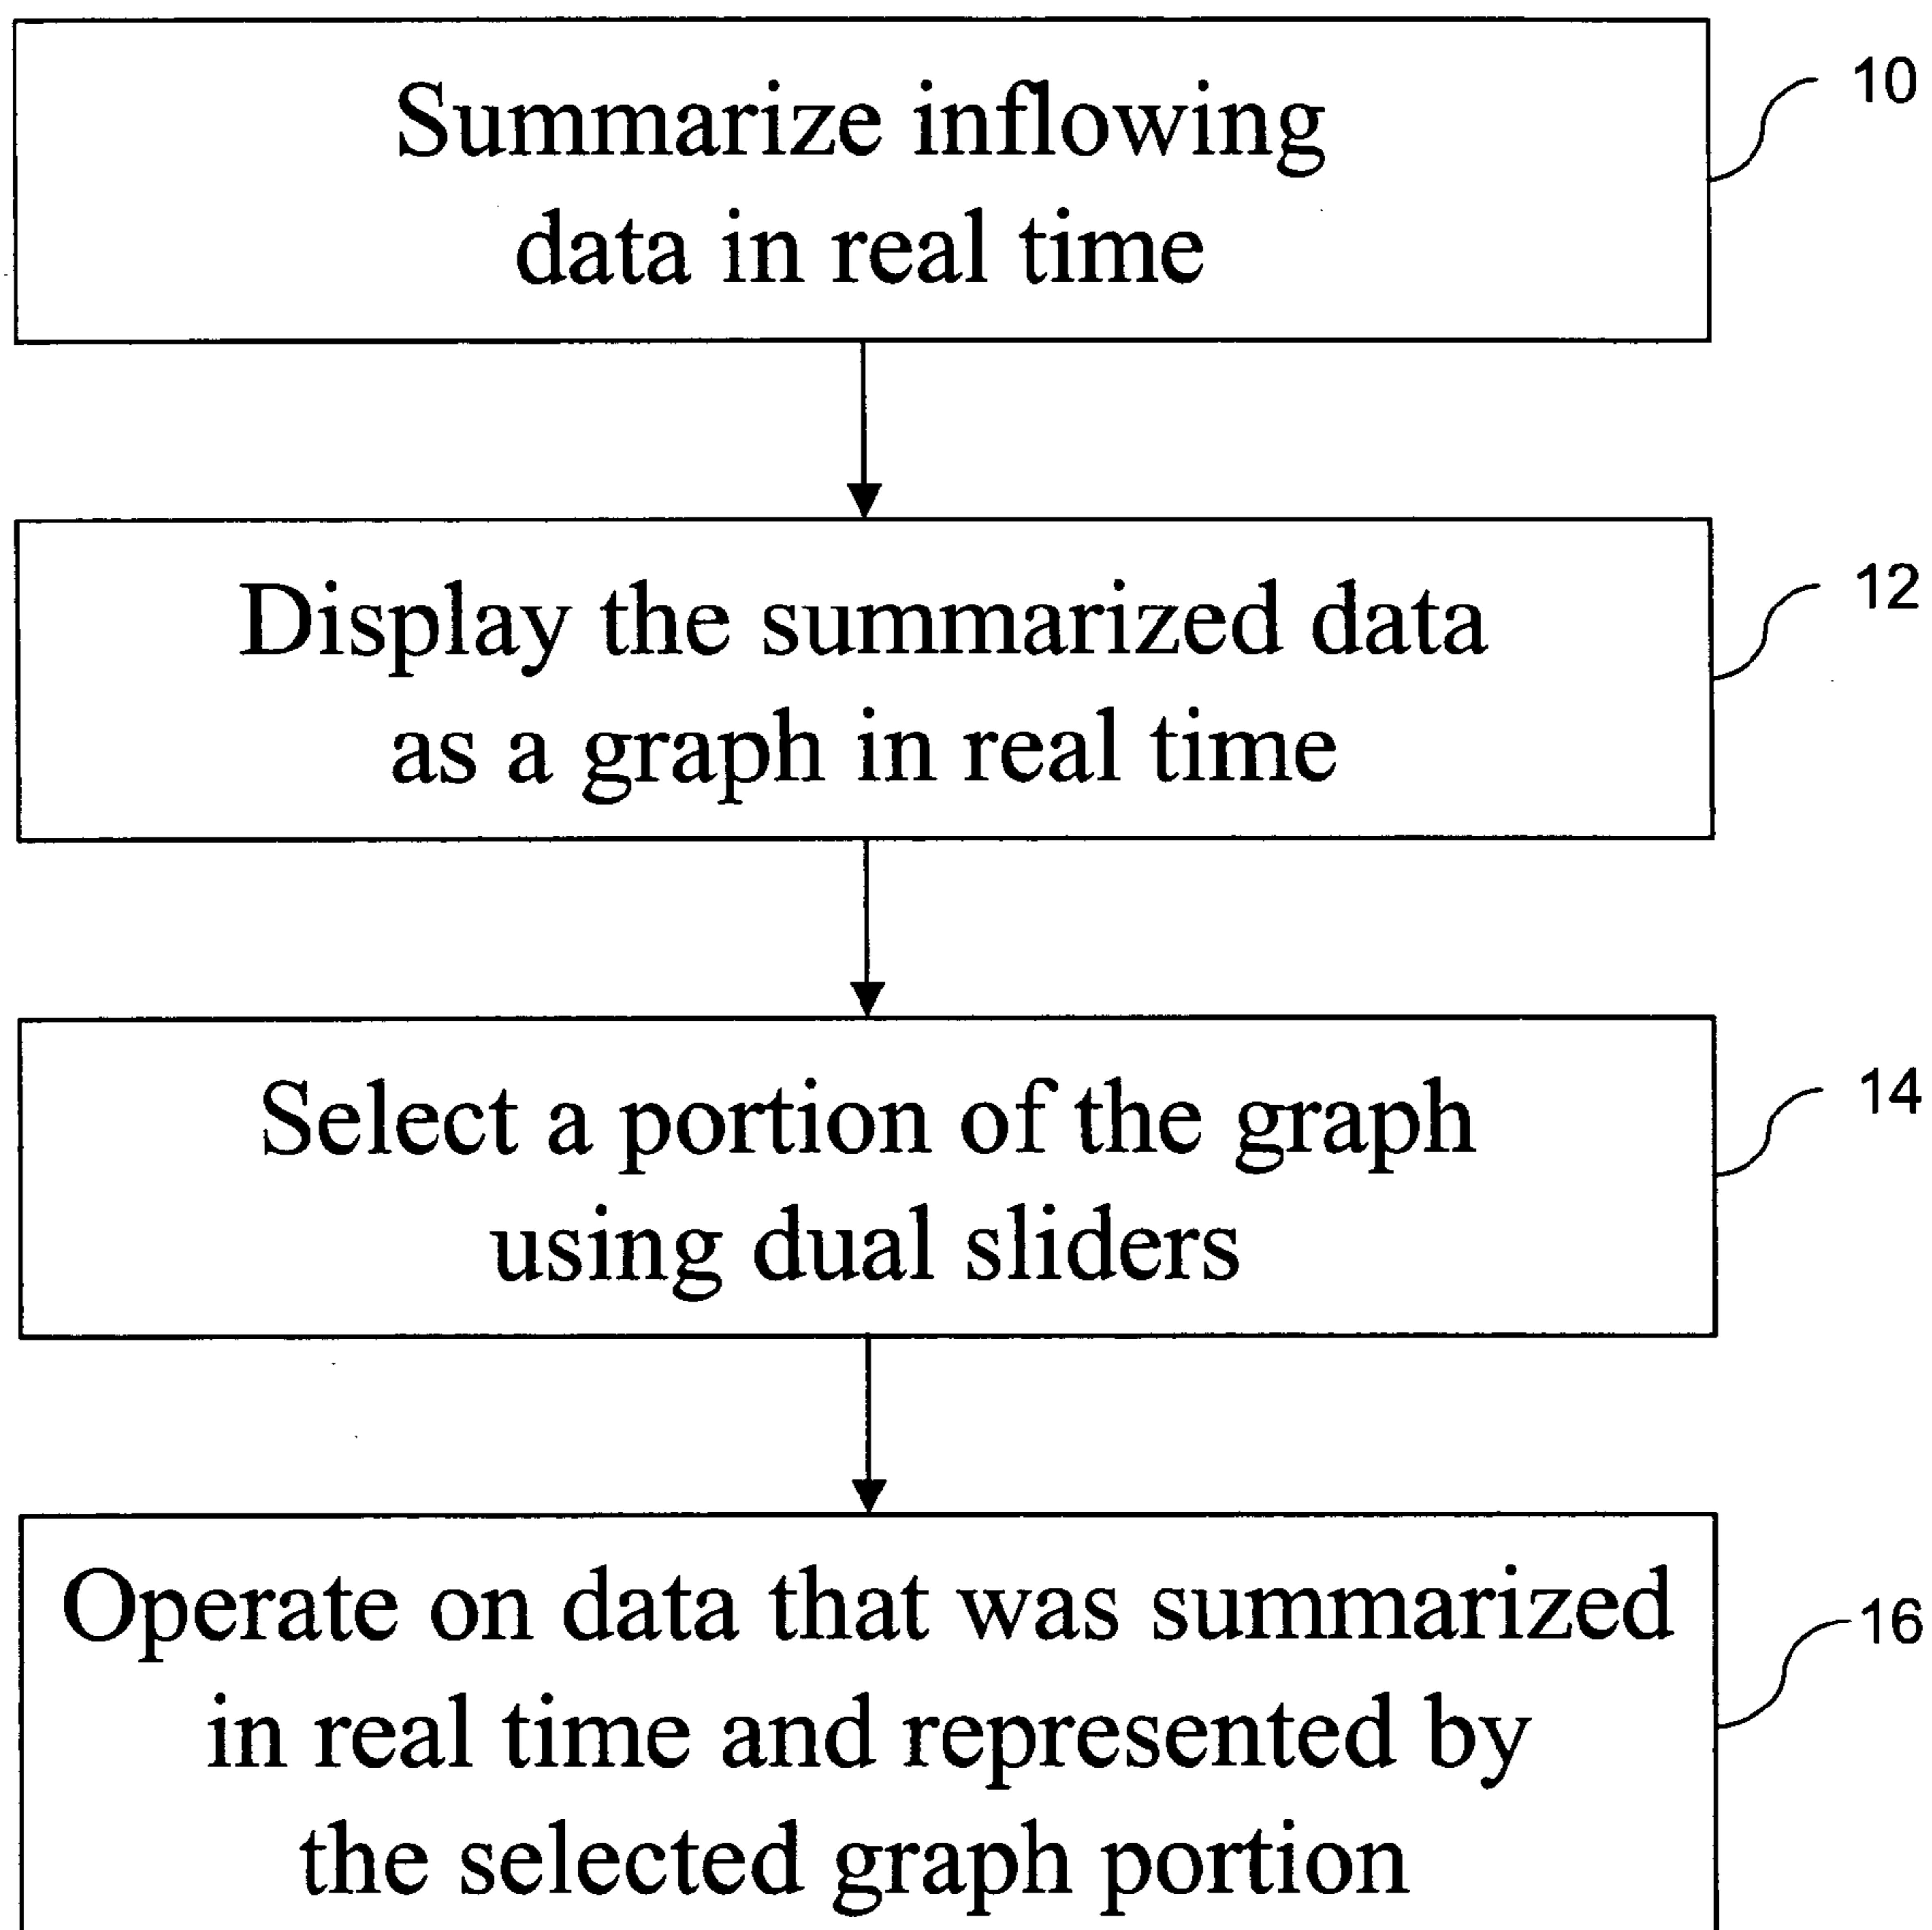 Summarize inflowing
data in real time
10
Display the summarized data
as a graph in real time
12
Select a portion of the graph
using dual sliders
14
Operate on data that was summarized
in real time and represented by
the selected graph portion
16